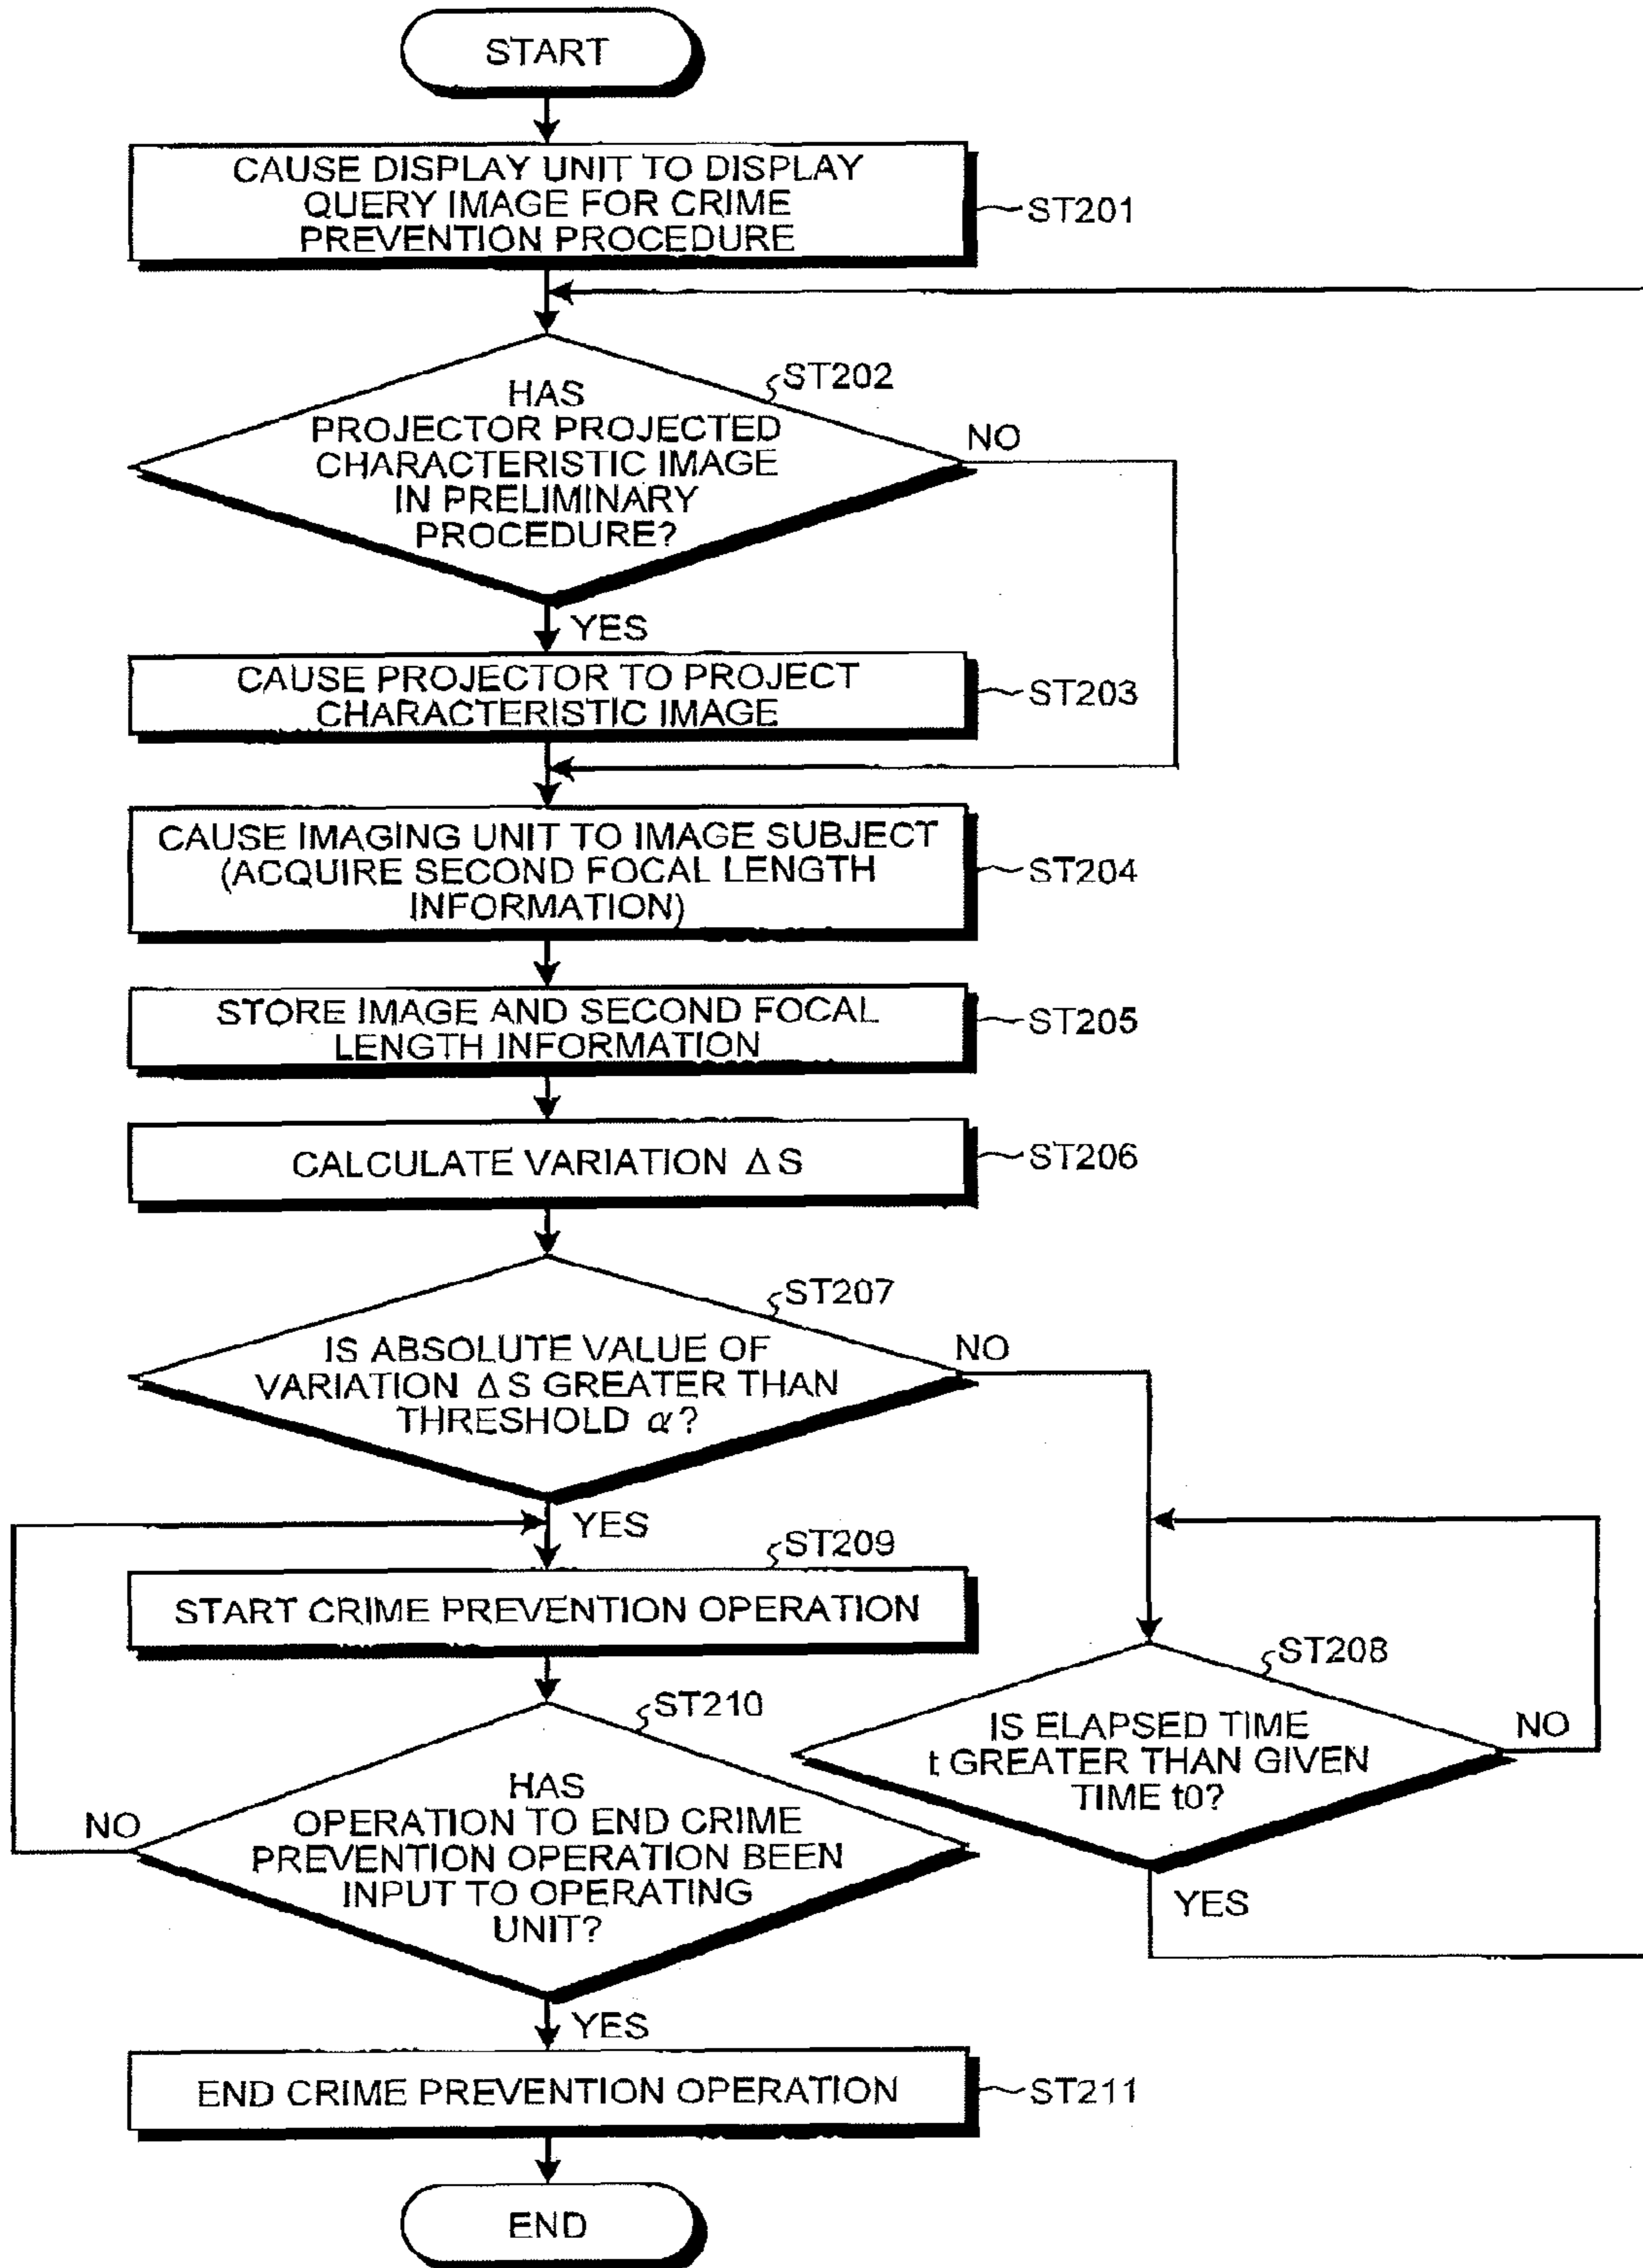 START
CAUSE DISPLAY UNIT TO DISPLAY
QUERY IMAGE FOR CRIME
PREVENTION PROCEDURE
ST201
ST202
HAS
PROJECTOR PROJECTED
CHARACTERISTIC IMAGE
IN PRELIMINARY
PROCEDURE?
NO
YES
CAUSE PROJECTOR TO PROJECT
CHARACTERISTIC IMAGE
ST203
CAUSE IMAGING UNIT TO IMAGE SUBJECT
(ACQUIRE SECOND FOCAL LENGTH
INFORMATION)
ST204
STORE IMAGE AND SECOND FOCAL
LENGTH INFORMATION
ST205
CALCULATE VARIATION ΔS
ST206
ST207
IS ABSOLUTE VALUE OF
VARIATION ΔS GREATER THAN
THRESHOLD α?
NO
YES
ST209
START CRIME PREVENTION OPERATION
ST208
IS ELAPSED TIME
t GREATER THAN GIVEN
TIME t0?
NO
YES
ST210
HAS
OPERATION TO END CRIME
PREVENTION OPERATION BEEN
INPUT TO OPERATING
UNIT?
NO
YES
END CRIME PREVENTION OPERATION
ST211
END